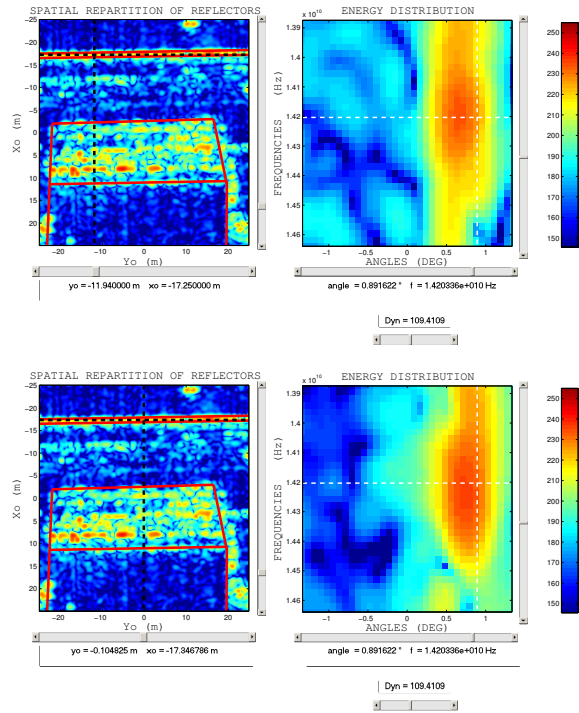 SPATIAL REPARTITION OF REFLECTORS
-25
-20
-15
-10
-5
0
5
10
15
20
Xo (m)
-20 -10 0 10 20
Yo (m)
yo = -11.940000 m xo = -17.250000 m
ENERGY DISTRIBUTION
x 10^10
1.39
1.4
1.41
1.42
1.43
1.44
1.45
1.46
FREQUENCIES (Hz)
-1 -0.5 0 0.5 1
ANGLES (DEG)
angle = 0.891622 ° f = 1.420336e+010 Hz
Dyn = 109.4109
250
240
230
220
210
200
190
180
170
160
150
SPATIAL REPARTITION OF REFLECTORS
-25
-20
-15
-10
-5
0
5
10
15
20
Xo (m)
-20 -10 0 10 20
Yo (m)
yo = -0.104825 m xo = -17.346786 m
ENERGY DISTRIBUTION
x 10^10
1.39
1.4
1.41
1.42
1.43
1.44
1.45
1.46
FREQUENCIES (Hz)
-1 -0.5 0 0.5 1
ANGLES (DEG)
angle = 0.891622 ° f = 1.420336e+010 Hz
Dyn = 109.4109
250
240
230
220
210
200
190
180
170
160
150